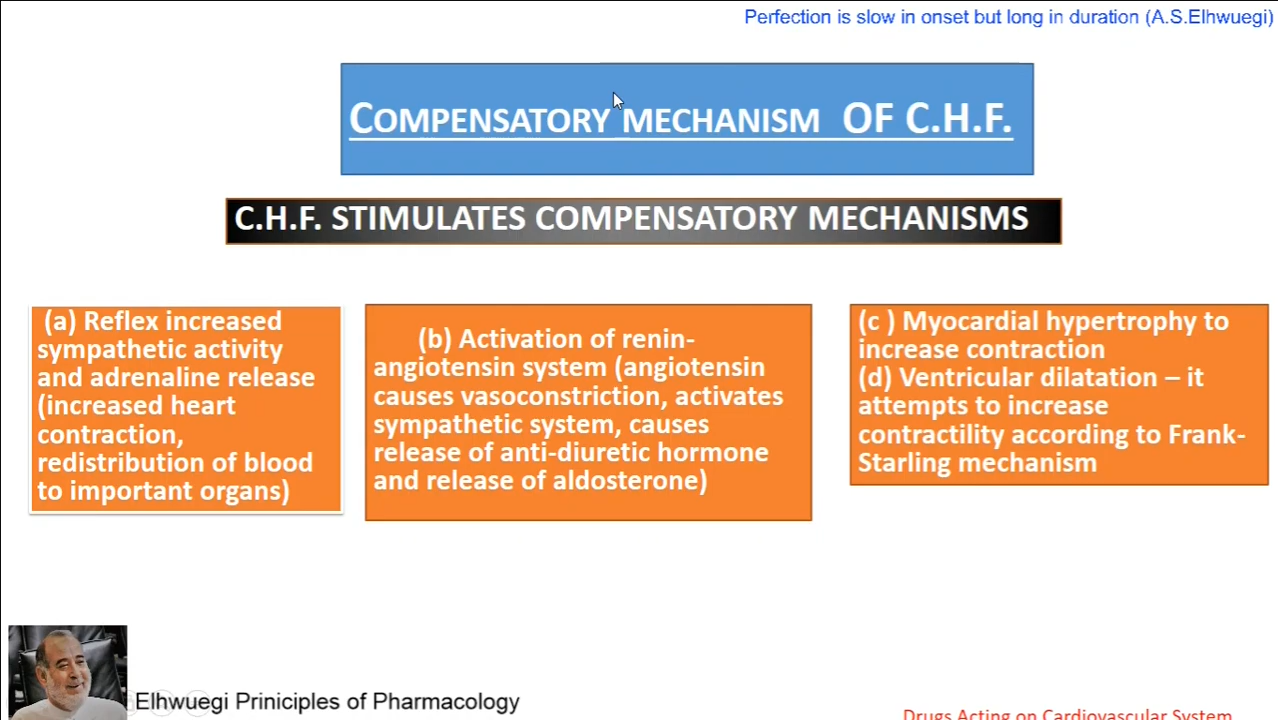 Perfection is slow in onset but long in duration (A.S.Elhwuegi)
COMPENSATORY MECHANISM OF C.H.F.
C.H.F. STIMULATES COMPENSATORY MECHANISMS
(a) Reflex increased
sympathetic activity
and adrenaline release
(increased heart
contraction,
redistribution of blood
to important organs)
(b) Activation of renin-
angiotensin system (angiotensin
causes vasoconstriction, activates
sympathetic system, causes
release of anti-diuretic hormone
and release of aldosterone)
(c ) Myocardial hypertrophy to
increase contraction
(d) Ventricular dilatation – it
attempts to increase
contractility according to Frank-
Starling mechanism
Elhwuegi Priniciples of Pharmacology
Drugs Acting on Cardiovascular System